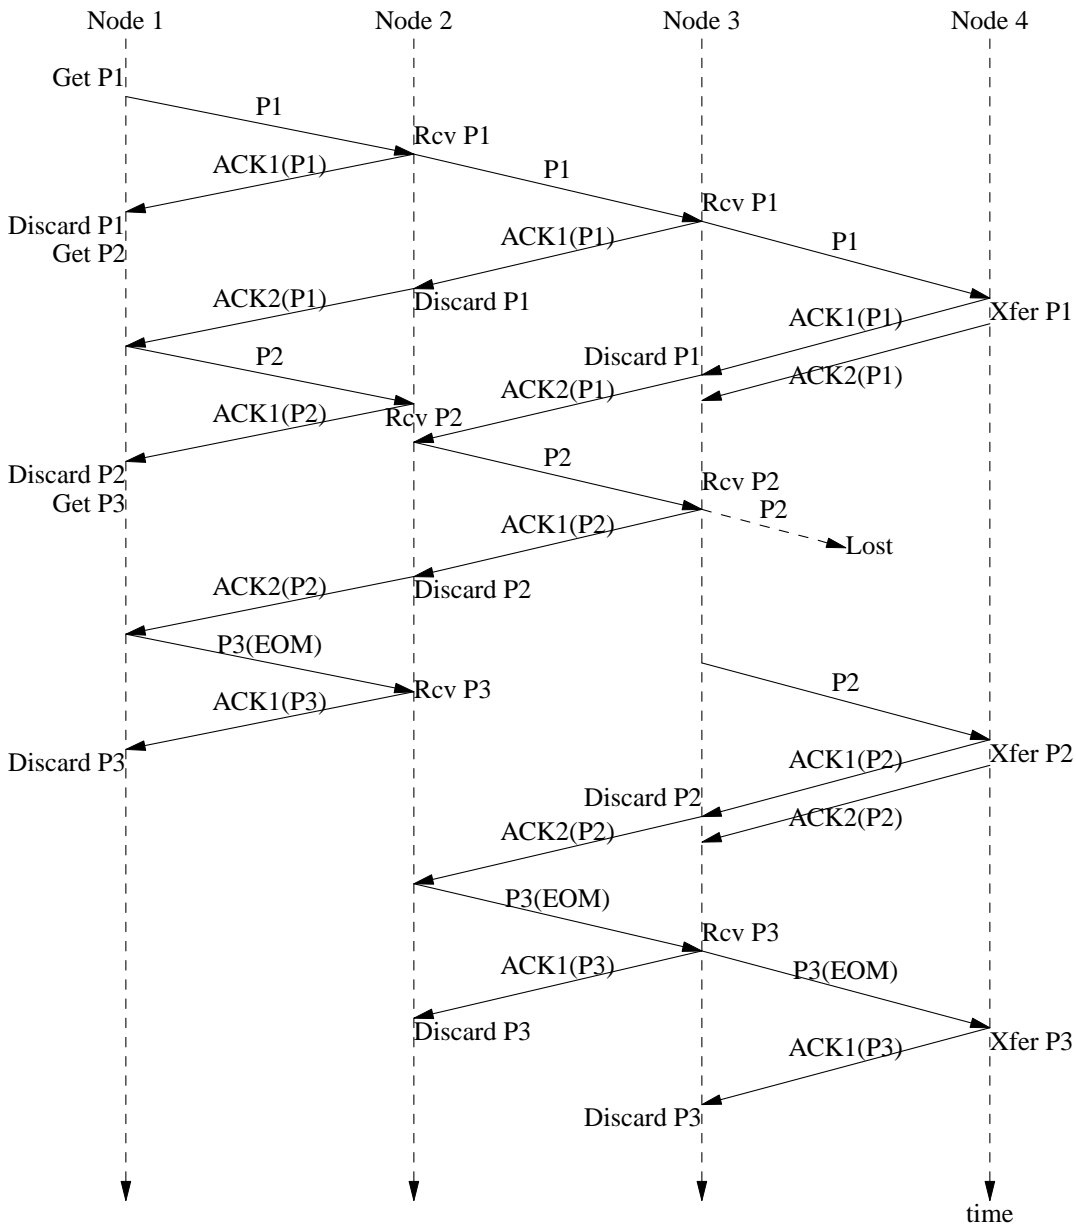 Node 1 Node 2 Node 3 Node 4
Get P1
P1
Rcv P1
ACK1(P1)
P1
Rcv P1
Discard P1
ACK1(P1)
P1
Get P2
ACK2(P1)
Discard P1
Xfer P1
ACK1(P1)
P2
Discard P1
ACK2(P1)
ACK2(P1)
ACK1(P2)
Rcv P2
P2
Discard P2
Rcv P2
Get P3
P2
ACK1(P2)
Lost
ACK2(P2)
Discard P2
P3(EOM)
P2
Rcv P3
ACK1(P3)
Xfer P2
Discard P3
ACK1(P2)
Discard P2
ACK2(P2)
ACK2(P2)
P3(EOM)
Rcv P3
ACK1(P3)
P3(EOM)
Discard P3
Xfer P3
ACK1(P3)
Discard P3
time